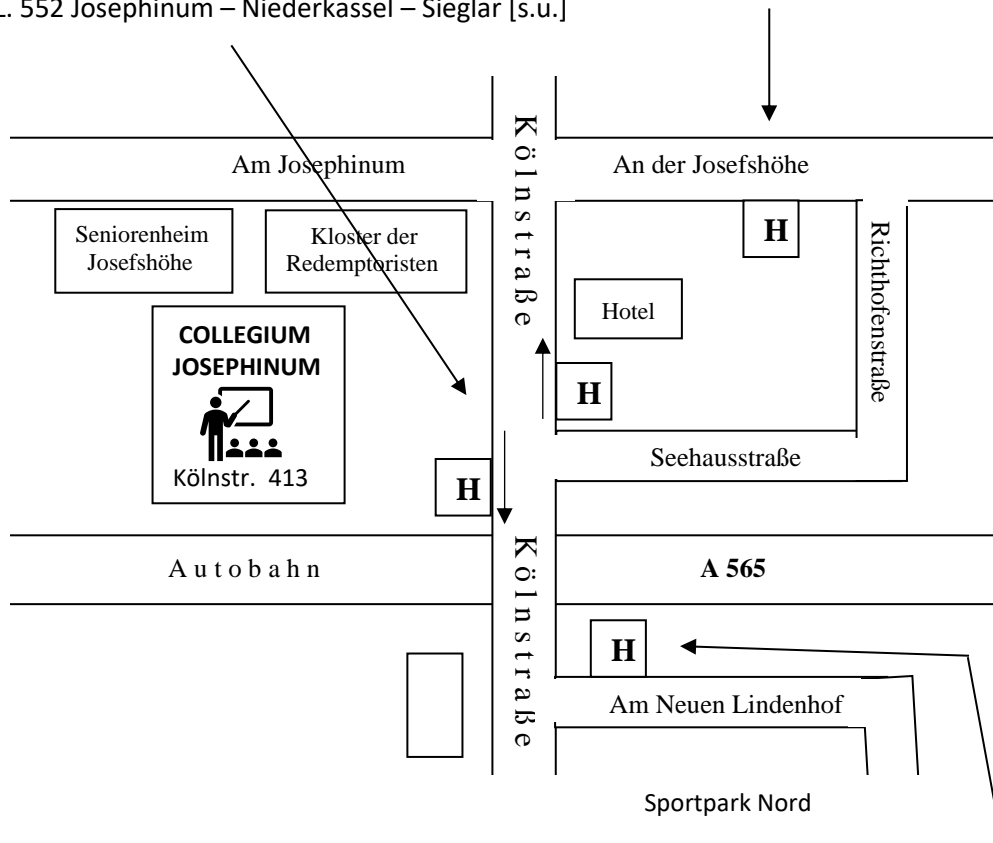 L. 552 Josephinum – Niederkassel – Sieglar [s.u.]
Kölnstraße
Am Josephinum
An der Josefshöhe
Seniorenheim
Josefshöhe
Kloster der
Redemptoristen
H
Richthofenstraße
Hotel
COLLEGIUM
JOSEPHINUM
Kölnstr. 413
H
Seehausstraße
H
Autobahn
Kölnstraße
A 565
H
Am Neuen Lindenhof
Sportpark Nord